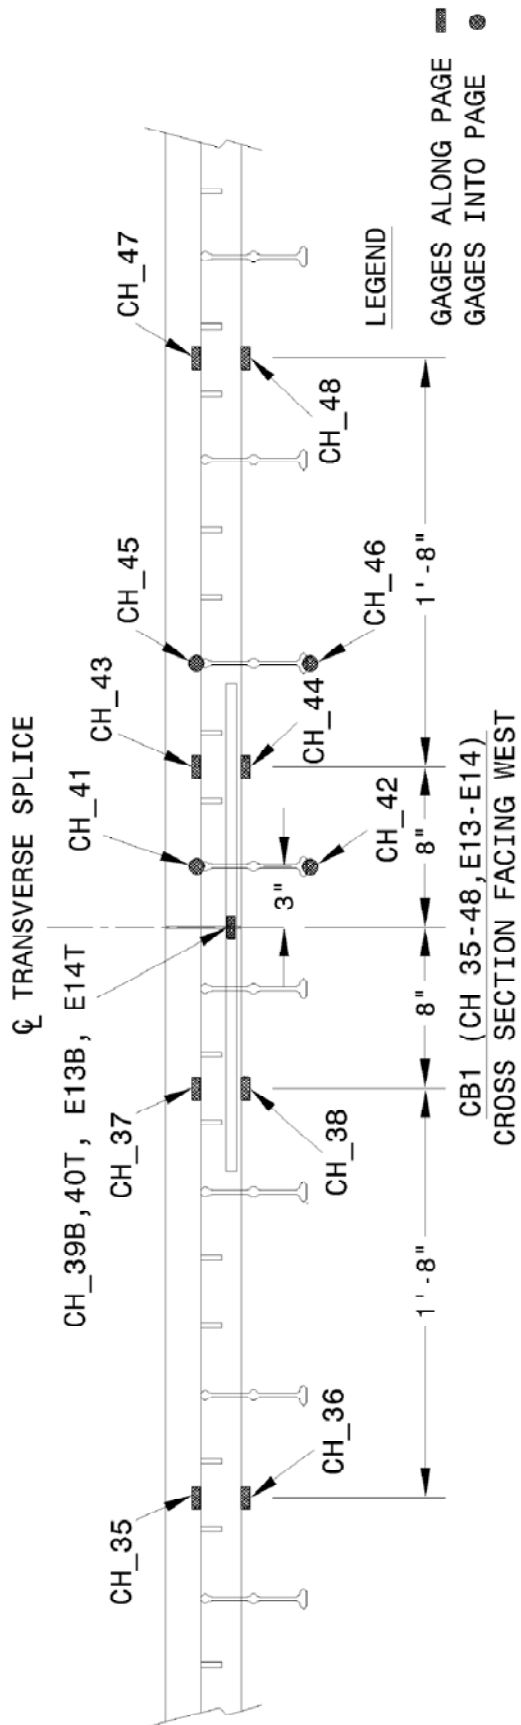 ℄ TRANSVERSE SPLICE
CH_39B,40T, E13B, E14T
CH_35
CH_37
CH_41
CH_43
CH_45
CH_47
CH_36
CH_38
CH_42
CH_44
CH_46
CH_48
3"
1'-8"
8"
8"
1'-8"
CB1 (CH 35-48,E13-E14)
CROSS SECTION FACING WEST
LEGEND
GAGES ALONG PAGE
GAGES INTO PAGE